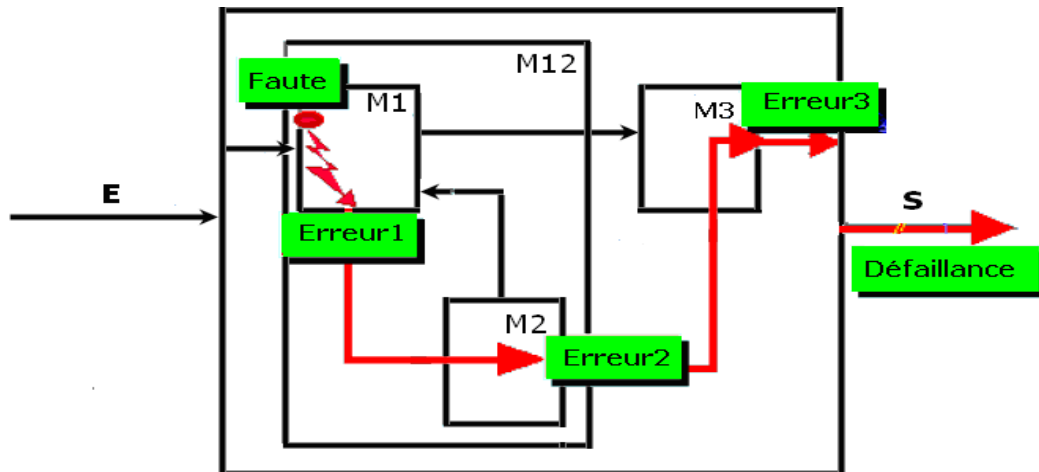 M12
Faute
M1
M3
Erreur3
E
S
Erreur1
Défaillance
M2
Erreur2